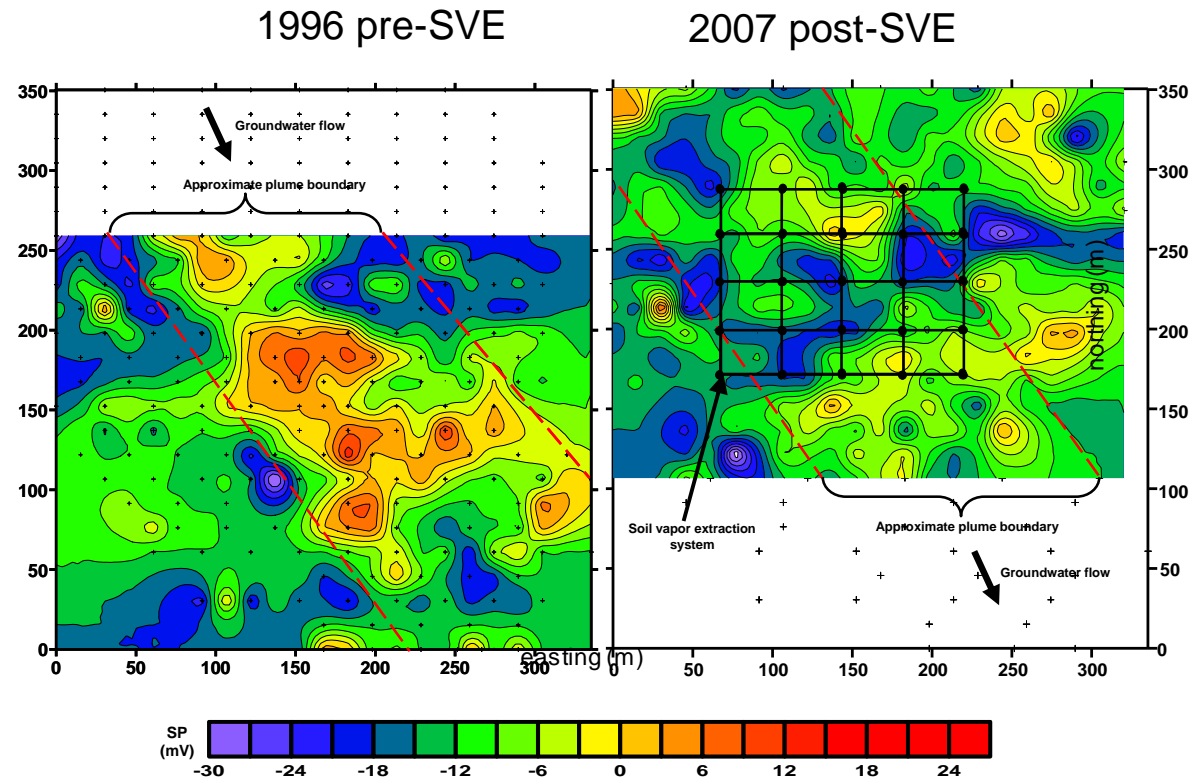 1996 pre-SVE
2007 post-SVE
350
300
250
200
150
100
50
0
Groundwater flow
Approximate plume boundary
0 50 100 150 200 250 300
easting (m)
0 50 100 150 200 250 300
350
300
250
200
150
100
50
0
northing (m)
Soil vapor extraction
system
Approximate plume boundary
Groundwater flow
SP
(mV)
-30 -24 -18 -12 -6 0 6 12 18 24